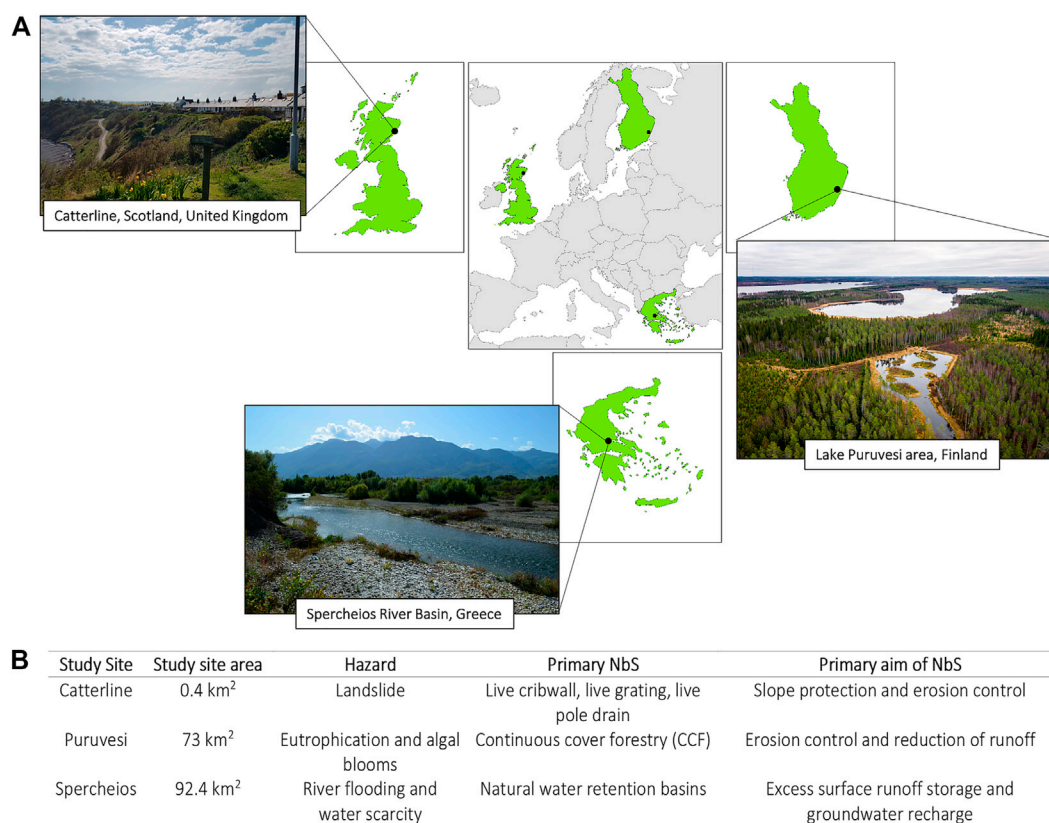 A
Catterline, Scotland, United Kingdom
Lake Puruvesi area, Finland
Spercheios River Basin, Greece
B
Study Site Study site area Hazard Primary NbS Primary aim of NbS
Catterline 0.4 km² Landslide Live cribwall, live grating, live Slope protection and erosion control
pole drain
Puruvesi 73 km² Eutrophication and algal Continuous cover forestry (CCF) Erosion control and reduction of runoff
blooms
Spercheios 92.4 km² River flooding and Natural water retention basins Excess surface runoff storage and
water scarcity groundwater recharge